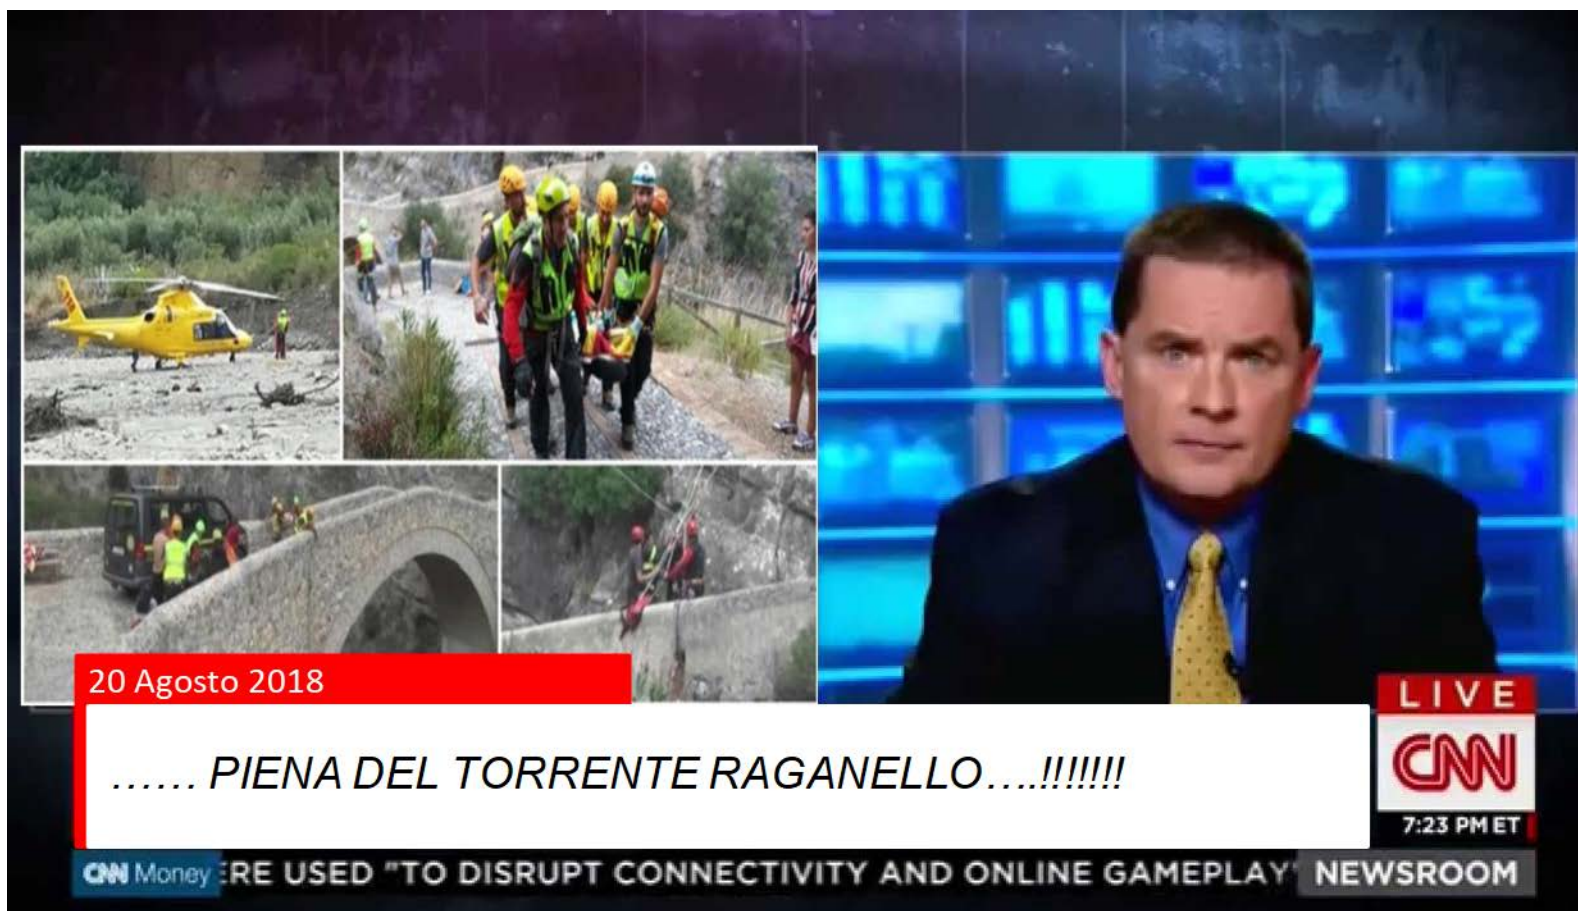 20 Agosto 2018
…... PIENA DEL TORRENTE RAGANELLO….!!!!!!!
LIVE
CNN
7:23 PM ET
CNN Money
ERE USED "TO DISRUPT CONNECTIVITY AND ONLINE GAMEPLAY"
NEWSROOM